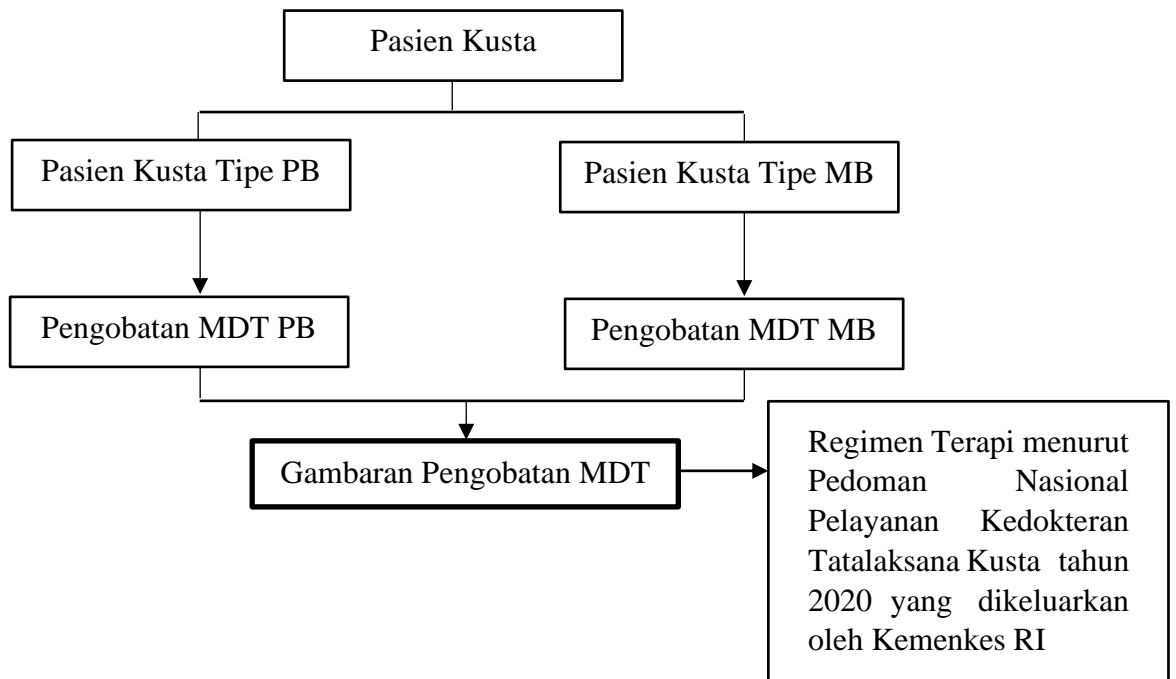 Pasien Kusta
Pasien Kusta Tipe PB
Pasien Kusta Tipe MB
Pengobatan MDT PB
Pengobatan MDT MB
Gambaran Pengobatan MDT
Regimen Terapi menurut
Pedoman Nasional
Pelayanan Kedokteran
Tatalaksana Kusta tahun
2020 yang dikeluarkan
oleh Kemenkes RI